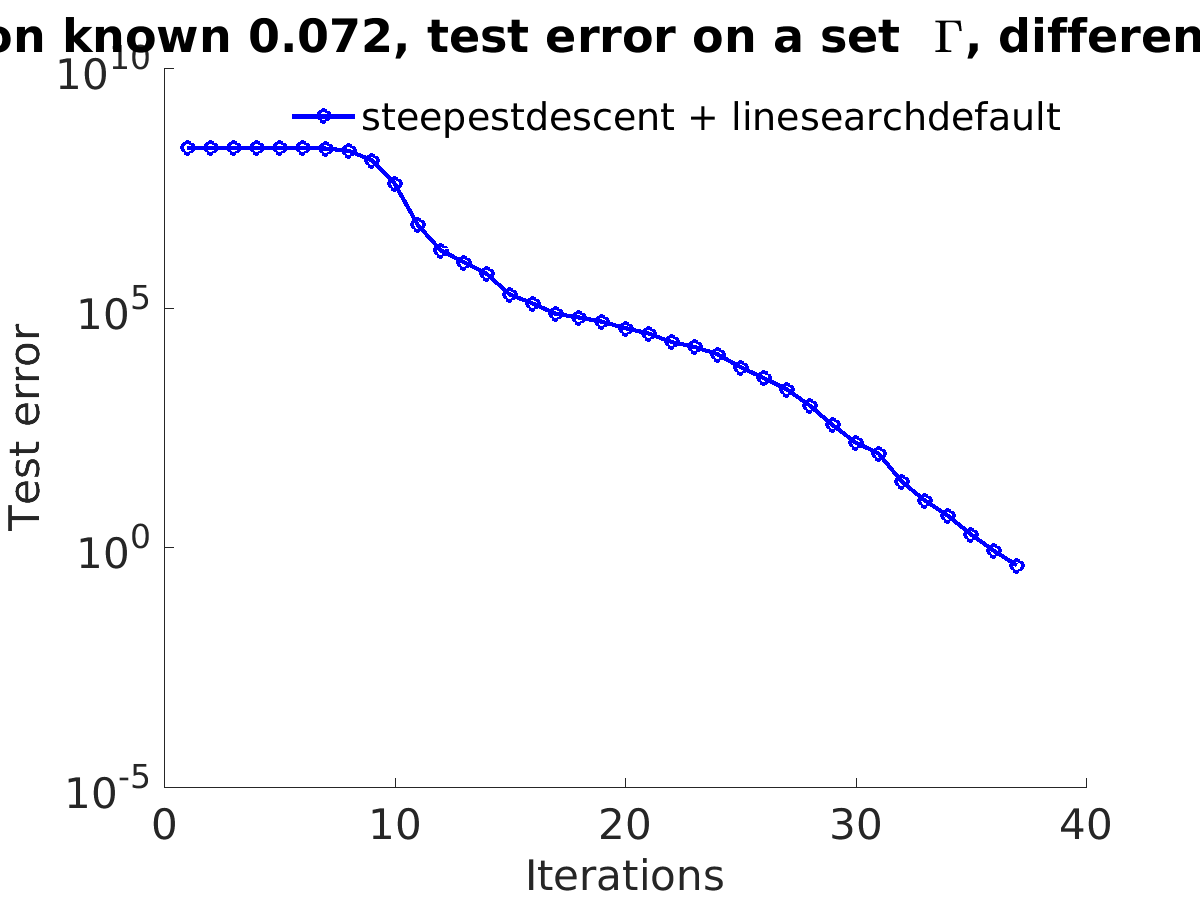 on known 0.072, test error on a set Γ, differen
10^10
steepestdescent + linesearchdefault
10^5
Test error
10^0
10^-5
0 10 20 30 40
Iterations